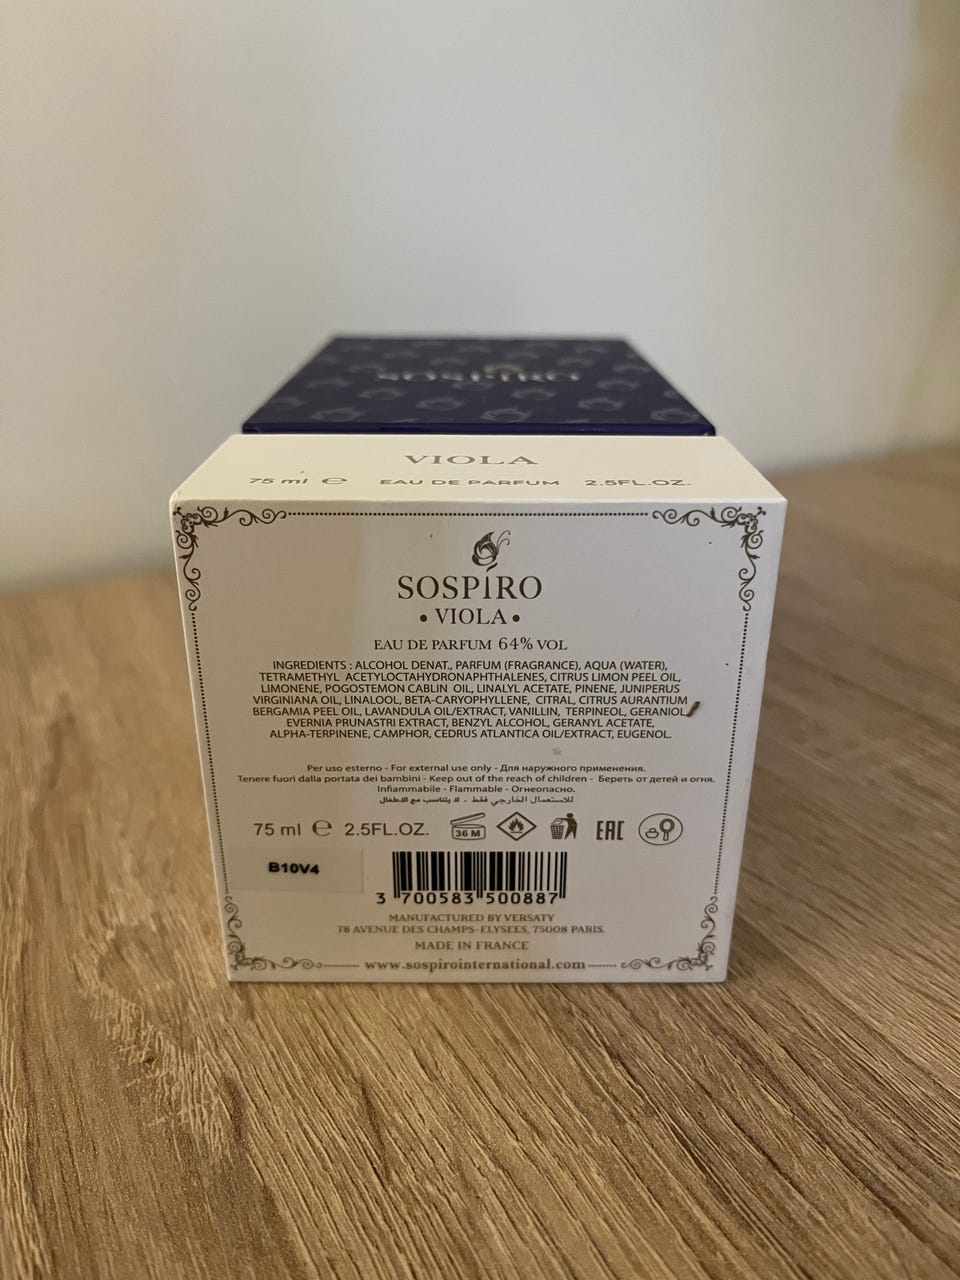 SOSPIRO
VIOLA
75 ml ℮ EAU DE PARFUM 2.5FL.OZ.
SOSPÍRO
• VIOLA •
EAU DE PARFUM 64% VOL
INGREDIENTS : ALCOHOL DENAT., PARFUM (FRAGRANCE), AQUA (WATER),
TETRAMETHYL ACETYLOCTAHYDRONAPHTHALENES, CITRUS LIMON PEEL OIL,
LIMONENE, POGOSTEMON CABLIN OIL, LINALYL ACETATE, PINENE, JUNIPERUS
VIRGINIANA OIL, LINALOOL, BETA-CARYOPHYLLENE, CITRAL, CITRUS AURANTIUM
BERGAMIA PEEL OIL, LAVANDULA OIL/EXTRACT, VANILLIN, TERPINEOL, GERANIOL,
EVERNIA PRUNASTRI EXTRACT, BENZYL ALCOHOL, GERANYL ACETATE,
ALPHA-TERPINENE, CAMPHOR, CEDRUS ATLANTICA OIL/EXTRACT, EUGENOL.
Per uso esterno - For external use only - Для наружного применения.
Tenere fuori dalla portata dei bambini - Keep out of the reach of children - Беречь от детей и огня.
Infiammabile - Flammable - Огнеопасно.
للاستعمال الخارجي فقط - لا يتناسب مع الاطفال
75 ml ℮ 2.5FL.OZ. 36 M EAC
B10V4
3 700583 500887
MANUFACTURED BY VERSATY
78 AVENUE DES CHAMPS-ELYSEES, 75008 PARIS.
MADE IN FRANCE
www.sospirointernational.com